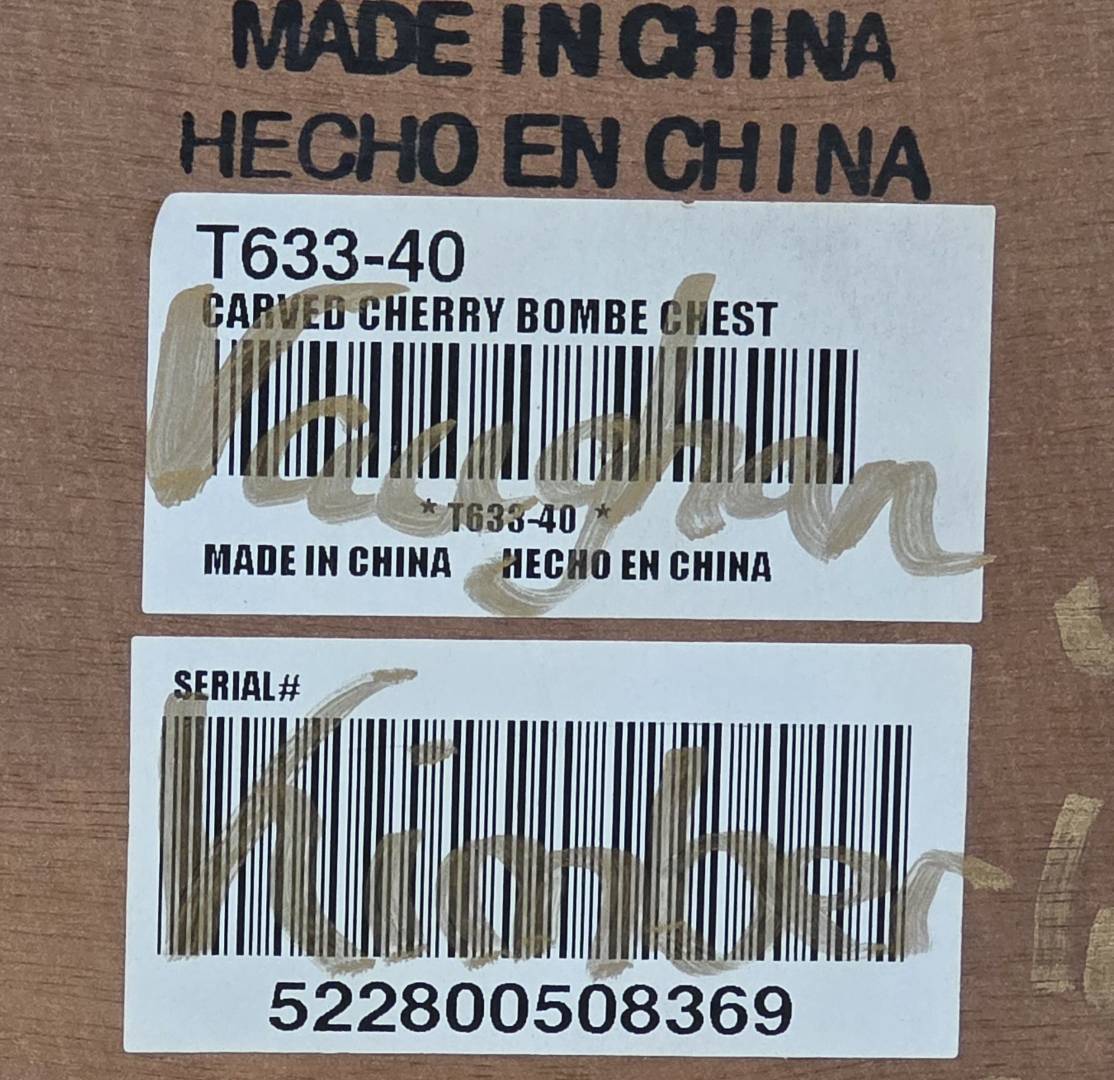 MADE IN CHINA
HECHO EN CHINA
T633-40
CARVED CHERRY BOMBE CHEST
Vaughan
* T633-40 *
MADE IN CHINA HECHO EN CHINA
SERIAL#
Kimber
522800508369